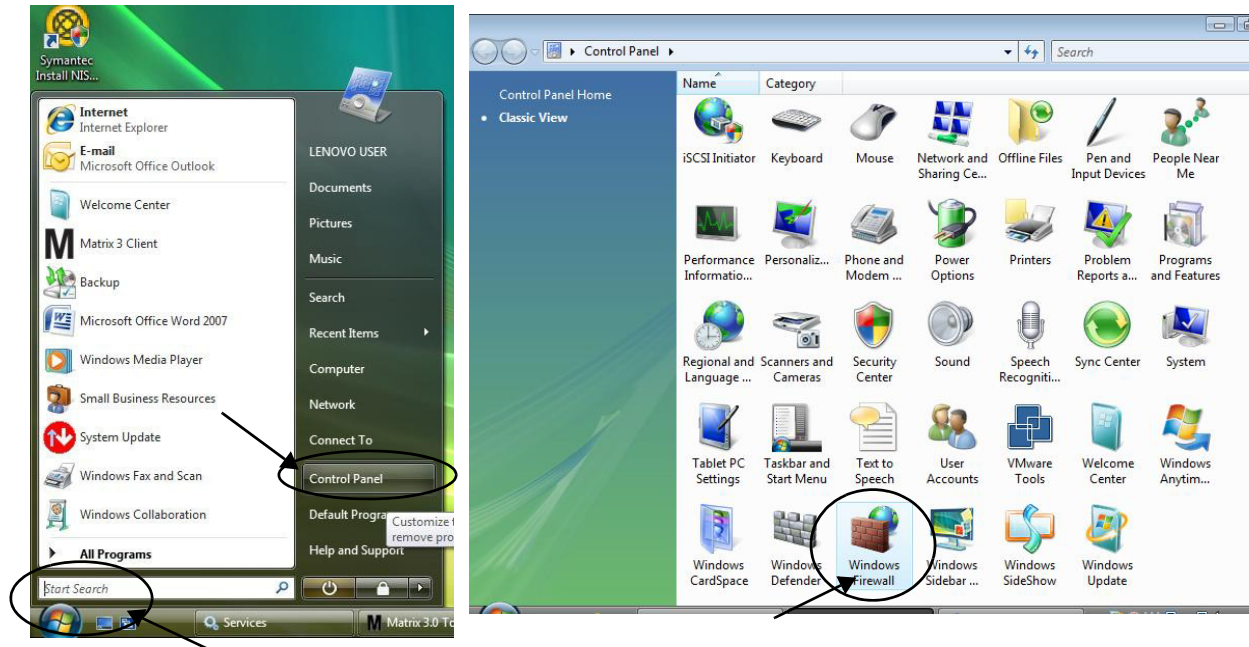 Symantec
Install NIS...
Internet
Internet Explorer
E-mail
Microsoft Office Outlook
Welcome Center
Matrix 3 Client
Backup
Microsoft Office Word 2007
Windows Media Player
Small Business Resources
System Update
Windows Fax and Scan
Windows Collaboration
All Programs
Start Search
LENOVO USER
Documents
Pictures
Music
Search
Recent Items
Computer
Network
Connect To
Control Panel
Default Progra
Customize
remove pro
Help and Support
Services
M Matrix 3.0 To
Control Panel
Search
Control Panel Home
Classic View
Name Category
iSCSI Initiator Keyboard Mouse Network and Offline Files Pen and People Near
Sharing Ce... Input Devices Me
Performance Personaliz... Phone and Power Printers Problem Programs
Informatio... Modem ... Options Reports a... and Features
Regional and Scanners and Security Sound Speech Sync Center System
Language ... Cameras Center Recogniti...
Tablet PC Taskbar and Text to User VMware Welcome Windows
Settings Start Menu Speech Accounts Tools Center Anytim...
Windows Windows Windows Windows Windows Windows
CardSpace Defender Firewall Sidebar ... SideShow Update